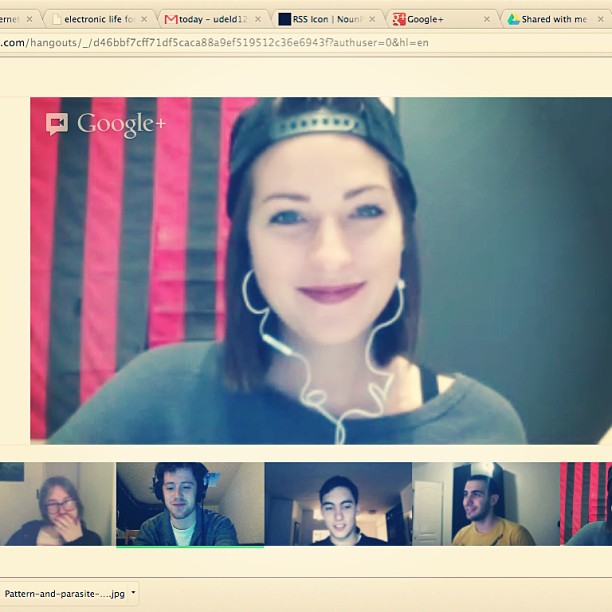 ernet
electronic life fo
today - udeld12
RSS Icon | Noun
Google+
Shared with me
.com/hangouts/_/d46bbf7cff71df5caca88a9ef519512c36e6943f?authuser=0&hl=en
Google+
Pattern-and-parasite-....jpg